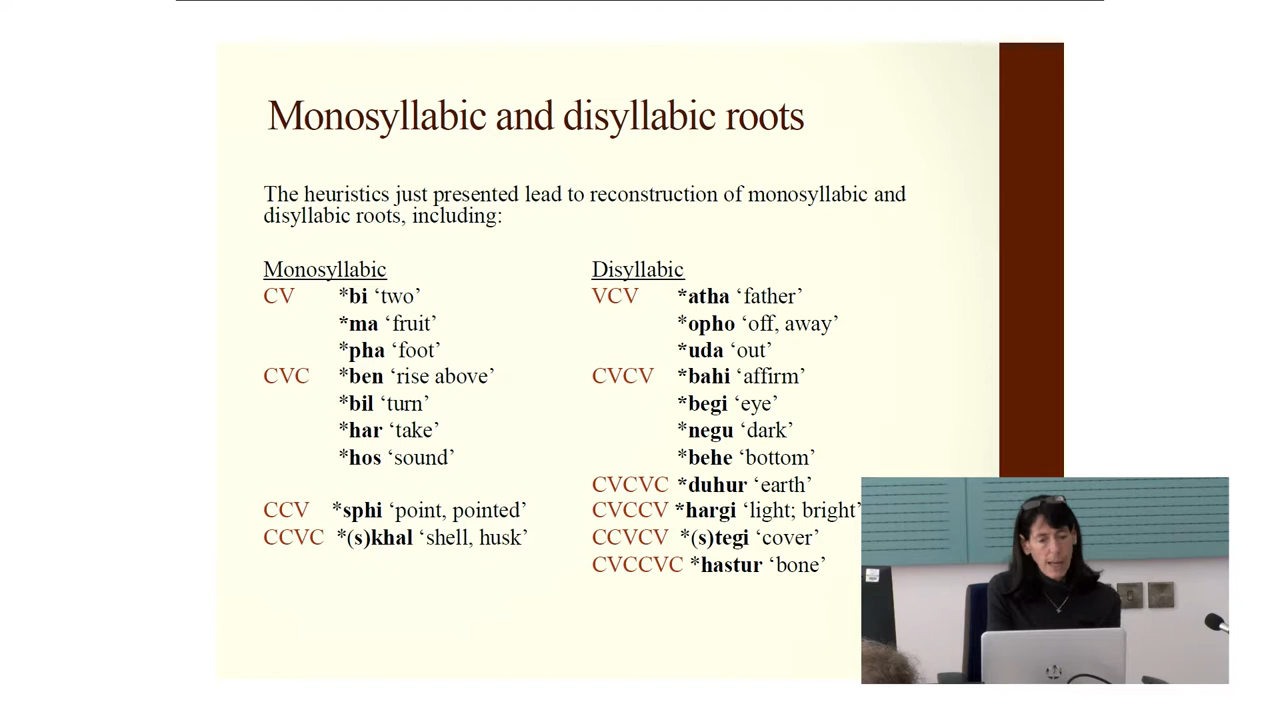 Monosyllabic and disyllabic roots
The heuristics just presented lead to reconstruction of monosyllabic and
disyllabic roots, including:
Monosyllabic
CV *bi ‘two’
*ma ‘fruit’
*pha ‘foot’
CVC *ben ‘rise above’
*bil ‘turn’
*har ‘take’
*hos ‘sound’
CCV *sphi ‘point, pointed’
CCVC *(s)khal ‘shell, husk’
Disyllabic
VCV *atha ‘father’
*opho ‘off, away’
*uda ‘out’
CVCV *bahi ‘affirm’
*begi ‘eye’
*negu ‘dark’
*behe ‘bottom’
CVCVC *duhur ‘earth’
CVCCV *hargi ‘light; bright’
CCVCV *(s)tegi ‘cover’
CVCCVC *hastur ‘bone’